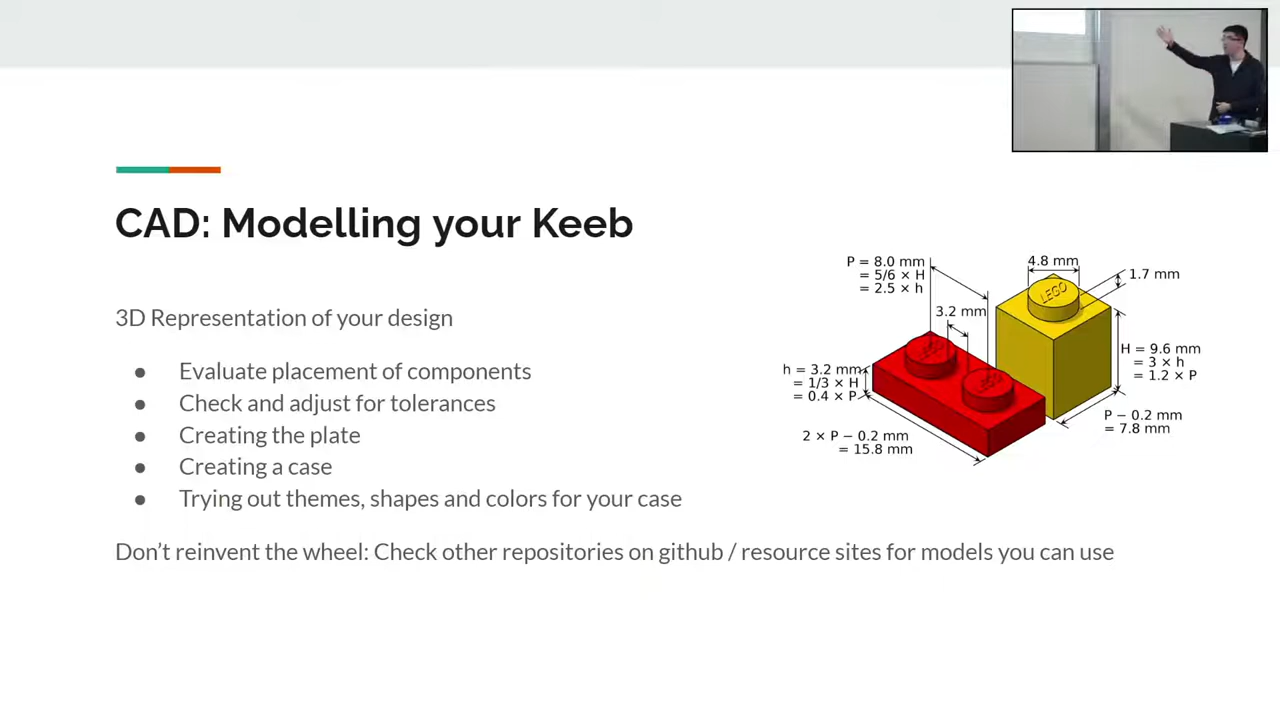 CAD: Modelling your Keeb
3D Representation of your design
● Evaluate placement of components
● Check and adjust for tolerances
● Creating the plate
● Creating a case
● Trying out themes, shapes and colors for your case
Don’t reinvent the wheel: Check other repositories on github / resource sites for models you can use
P = 8.0 mm
= 5/6 × H
= 2.5 × h
3.2 mm
4.8 mm
1.7 mm
LEGO
LEGO
LEGO
h = 3.2 mm
= 1/3 × H
= 0.4 × P
H = 9.6 mm
= 3 × h
= 1.2 × P
2 × P − 0.2 mm
= 15.8 mm
P − 0.2 mm
= 7.8 mm